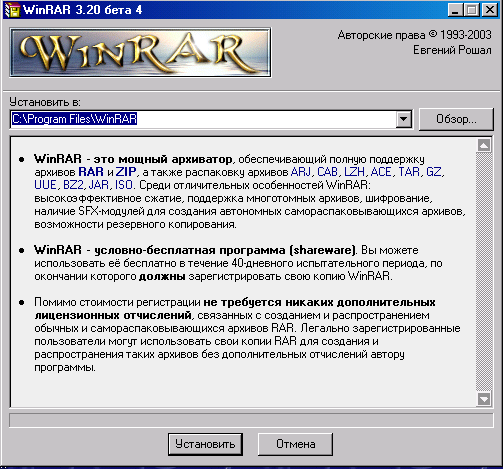 WinRAR 3.20 бета 4
WinRAR
Авторские права © 1993-2003
Евгений Рошал
Установить в:
C:\Program Files\WinRAR
Обзор...
• WinRAR - это мощный архиватор, обеспечивающий полную поддержку
архивов RAR и ZIP, а также распаковку архивов ARJ, CAB, LZH, ACE, TAR, GZ,
UUE, BZ2, JAR, ISO. Среди отличительных особенностей WinRAR:
высокоэффективное сжатие, поддержка многотомных архивов, шифрование,
наличие SFX-модулей для создания автономных самораспаковывающихся архивов,
возможности резервного копирования.
• WinRAR - условно-бесплатная программа (shareware). Вы можете
использовать её бесплатно в течение 40-дневного испытательного периода, по
окончании которого должны зарегистрировать свою копию WinRAR.
• Помимо стоимости регистрации не требуется никаких дополнительных
лицензионных отчислений, связанных с созданием и распространением
обычных и самораспаковывающихся архивов RAR. Легально зарегистрированные
пользователи могут использовать свои копии RAR для создания и
распространения таких архивов без дополнительных отчислений автору
программы.
Установить
Отмена